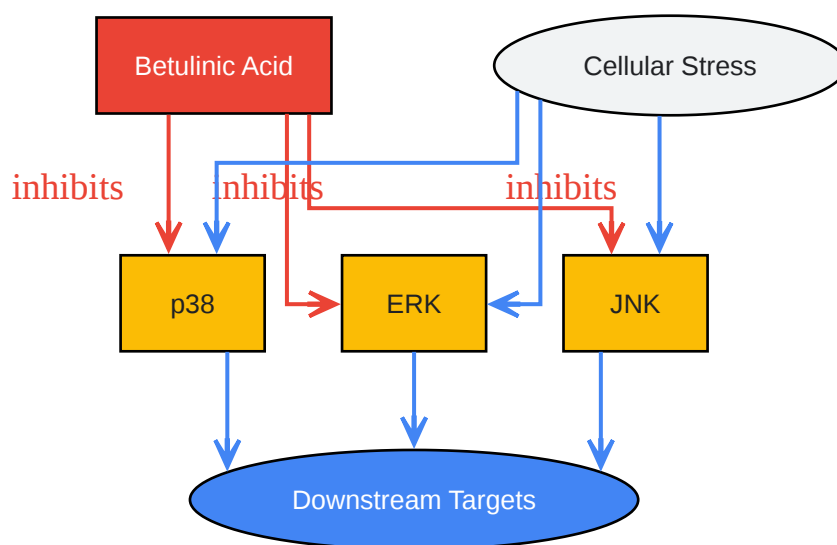 Betulinic Acid
Cellular Stress
inhibits
inhibits
inhibits
p38
ERK
JNK
Downstream Targets